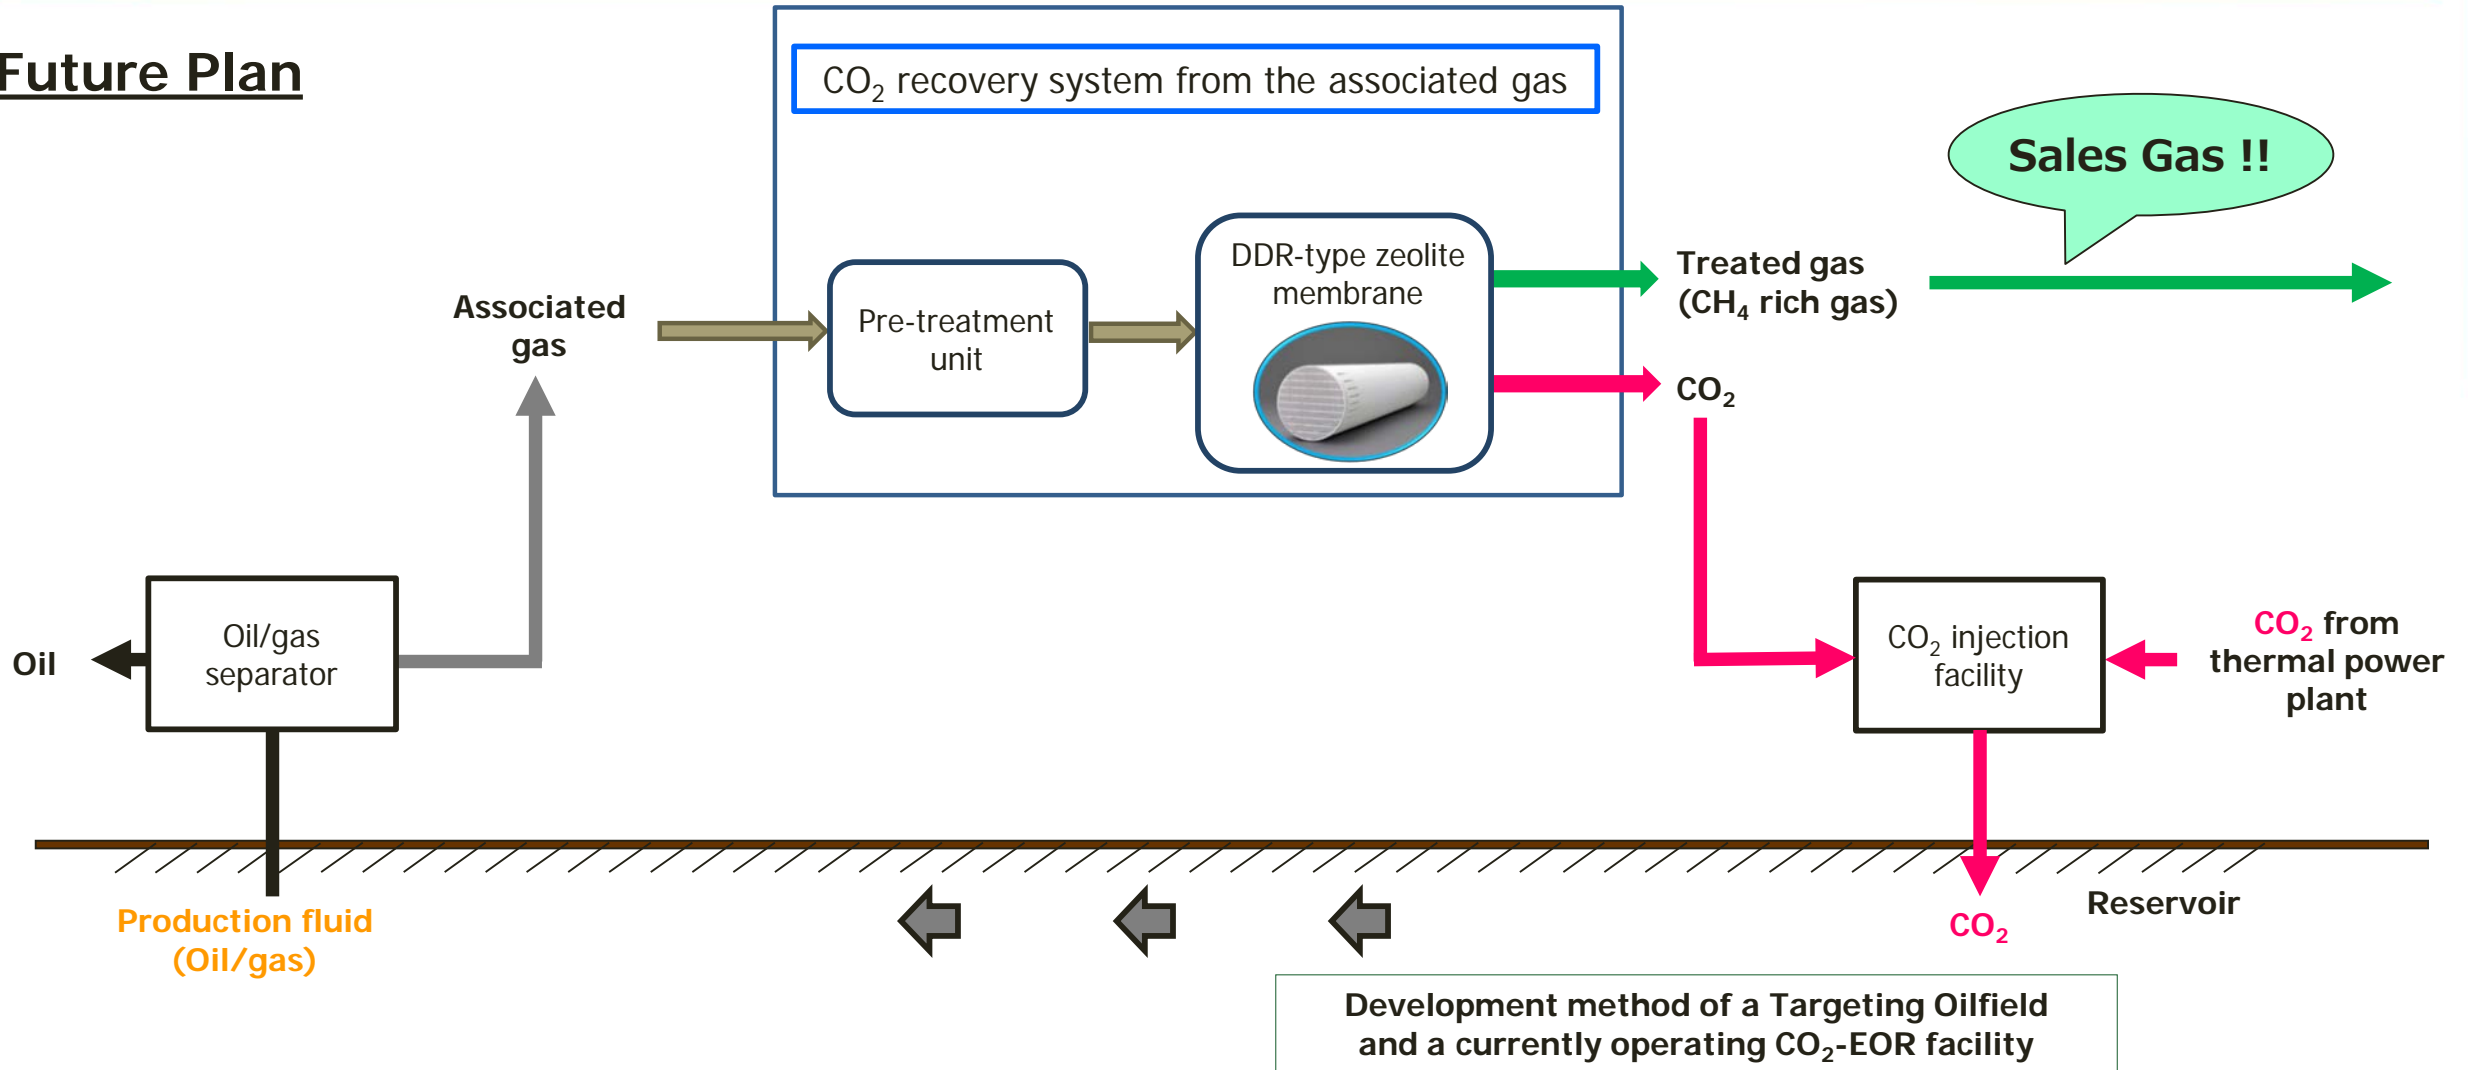 Future Plan
CO₂ recovery system from the associated gas
Sales Gas !!
Associated
gas
Pre-treatment
unit
DDR-type zeolite
membrane
Treated gas
(CH₄ rich gas)
CO₂
Oil
Oil/gas
separator
CO₂ injection
facility
CO₂ from
thermal power
plant
Production fluid
(Oil/gas)
CO₂
Reservoir
Development method of a Targeting Oilfield
and a currently operating CO₂-EOR facility